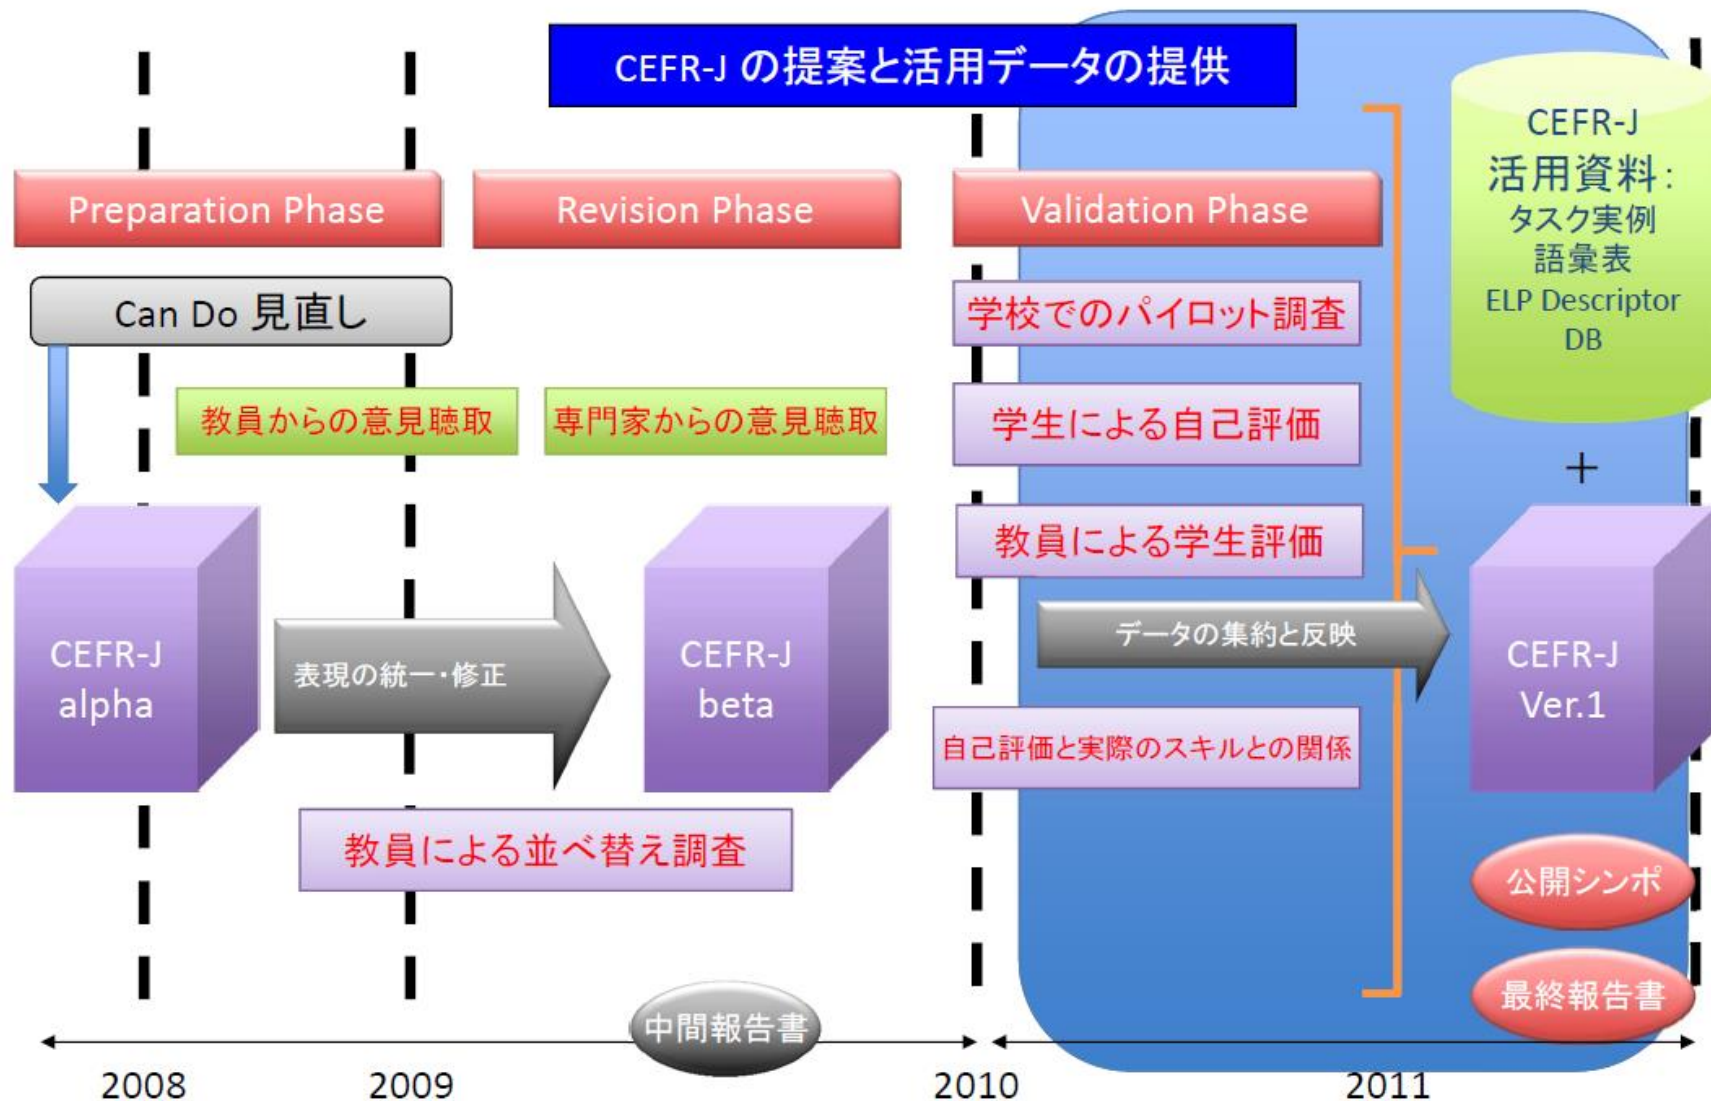 CEFR-J の提案と活用データの提供
Preparation Phase
Revision Phase
Validation Phase
CEFR-J
活用資料:
タスク実例
語彙表
ELP Descriptor
DB
Can Do 見直し
学校でのパイロット調査
教員からの意見聴取
専門家からの意見聴取
学生による自己評価
+
教員による学生評価
CEFR-J
alpha
表現の統一・修正
CEFR-J
beta
データの集約と反映
CEFR-J
Ver.1
自己評価と実際のスキルとの関係
教員による並べ替え調査
公開シンポ
最終報告書
中間報告書
2008
2009
2010
2011